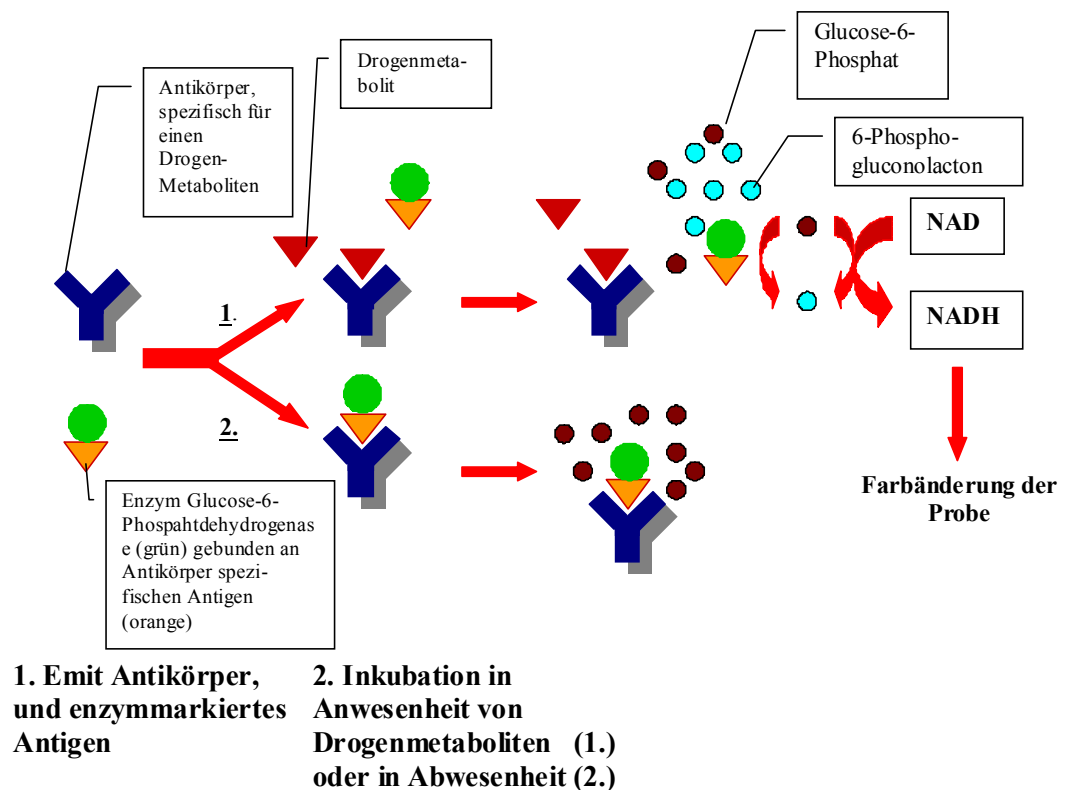 Glucose-6-
Phosphat
Drogenmeta-
bolit
Antikörper,
spezifisch für
einen
Drogen-
Metaboliten
6-Phospho-
gluconolacton
NAD
1.
NADH
2.
Farbänderung der
Probe
Enzym Glucose-6-
Phospahtdehydrogenas
e (grün) gebunden an
Antikörper spezi-
fischen Antigen
(orange)
1. Emit Antikörper,
und enzymmarkiertes
Antigen
2. Inkubation in
Anwesenheit von
Drogenmetaboliten (1.)
oder in Abwesenheit (2.)